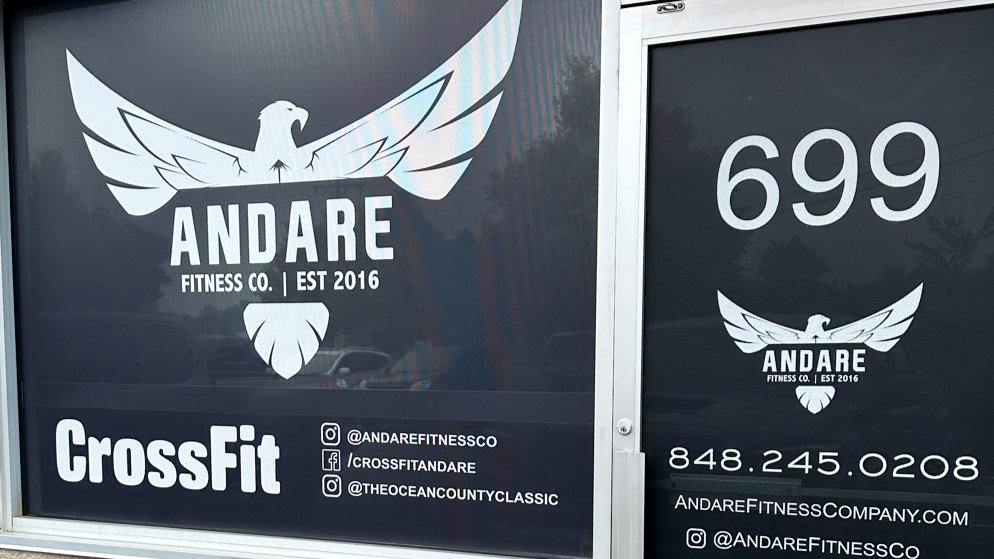 ANDARE
FITNESS CO. | EST 2016
CrossFit
@ANDAREFITNESSCO
/CROSSFITANDARE
@THEOCEANCOUNTYCLASSIC
699
ANDARE
FITNESS CO. | EST 2016
848.245.0208
ANDAREFITNESSCOMPANY.COM
@ANDAREFITNESSCO